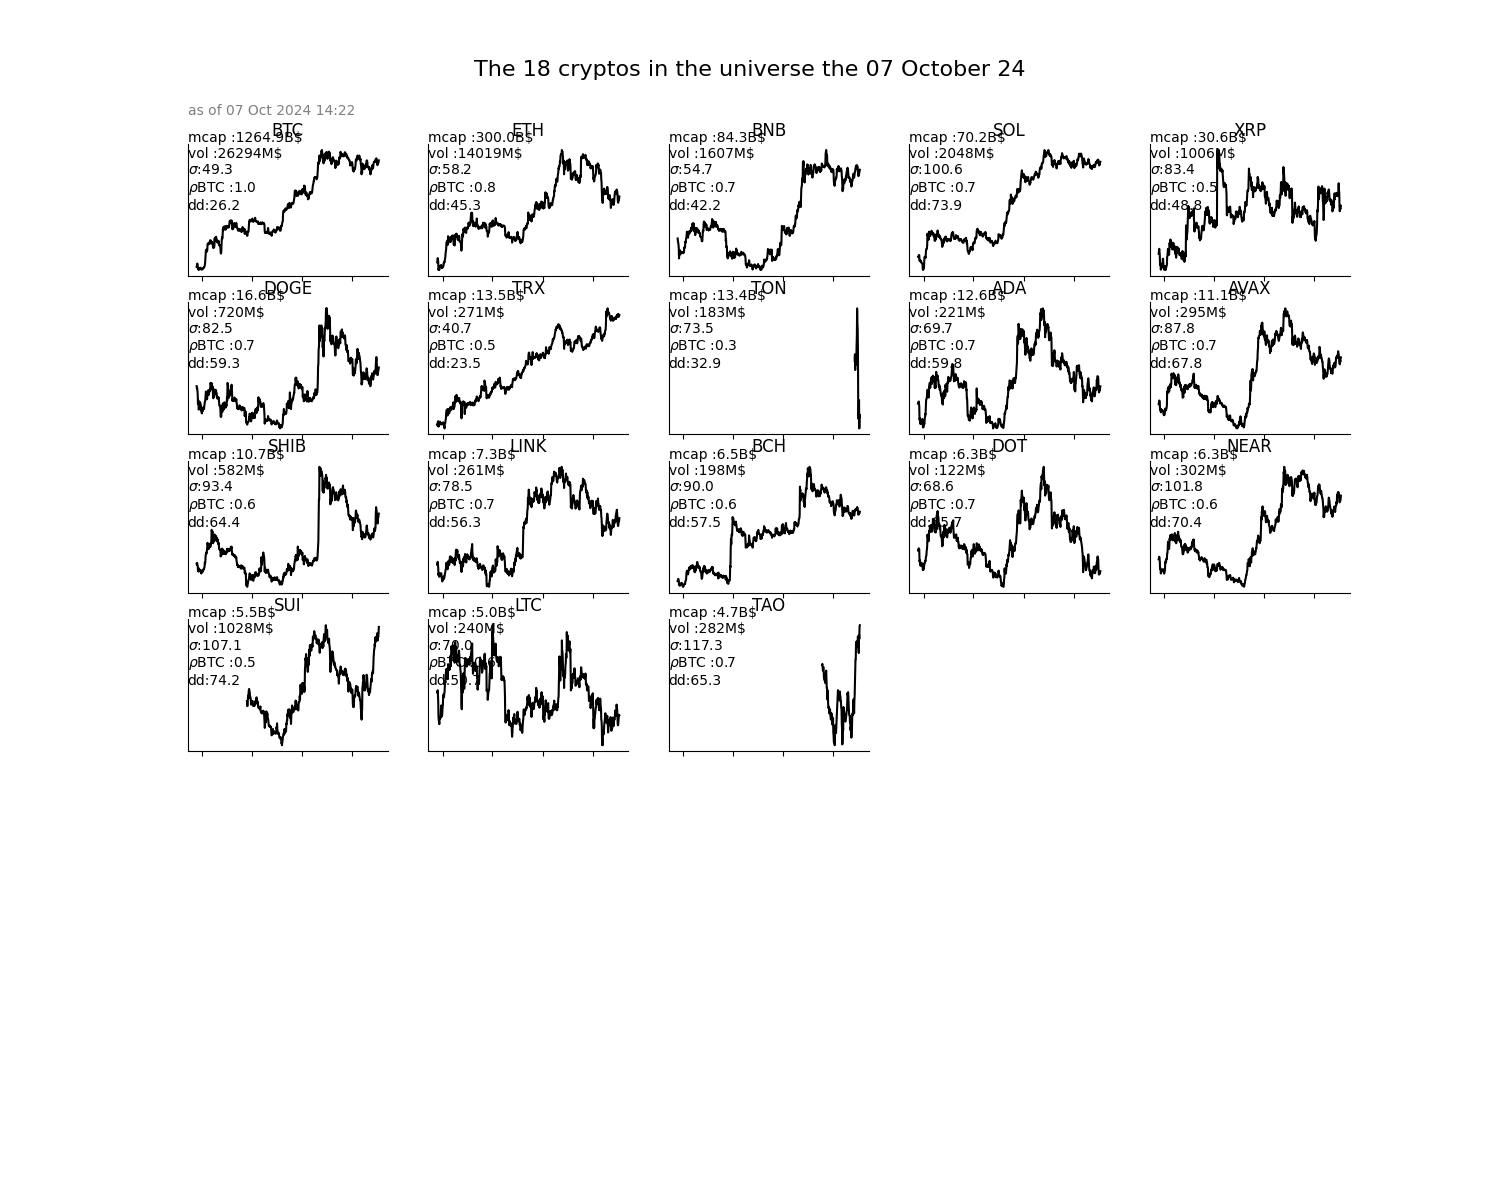 The 18 cryptos in the universe the 07 October 24
as of 07 Oct 2024 14:22
BTC
mcap :1264.9B$
vol :26294M$
σ:49.3
ρBTC :1.0
dd:26.2
ETH
mcap :300.0B$
vol :14019M$
σ:58.2
ρBTC :0.8
dd:45.3
BNB
mcap :84.3B$
vol :1607M$
σ:54.7
ρBTC :0.7
dd:42.2
SOL
mcap :70.2B$
vol :2048M$
σ:100.6
ρBTC :0.7
dd:73.9
XRP
mcap :30.6B$
vol :1006M$
σ:83.4
ρBTC :0.5
dd:48.8
DOGE
mcap :16.6B$
vol :720M$
σ:82.5
ρBTC :0.7
dd:59.3
TRX
mcap :13.5B$
vol :271M$
σ:40.7
ρBTC :0.5
dd:23.5
TON
mcap :13.4B$
vol :183M$
σ:73.5
ρBTC :0.3
dd:32.9
ADA
mcap :12.6B$
vol :221M$
σ:69.7
ρBTC :0.7
dd:59.8
AVAX
mcap :11.1B$
vol :295M$
σ:87.8
ρBTC :0.7
dd:67.8
SHIB
mcap :10.7B$
vol :582M$
σ:93.4
ρBTC :0.6
dd:64.4
LINK
mcap :7.3B$
vol :261M$
σ:78.5
ρBTC :0.7
dd:56.3
BCH
mcap :6.5B$
vol :198M$
σ:90.0
ρBTC :0.6
dd:57.5
DOT
mcap :6.3B$
vol :122M$
σ:68.6
ρBTC :0.7
NEAR
mcap :6.3B$
vol :302M$
σ:101.8
ρBTC :0.6
dd:70.4
SUI
mcap :5.5B$
vol :1028M$
σ:107.1
ρBTC :0.5
dd:74.2
LTC
mcap :5.0B$
vol :240M$
TAO
mcap :4.7B$
vol :282M$
σ:117.3
ρBTC :0.7
dd:65.3